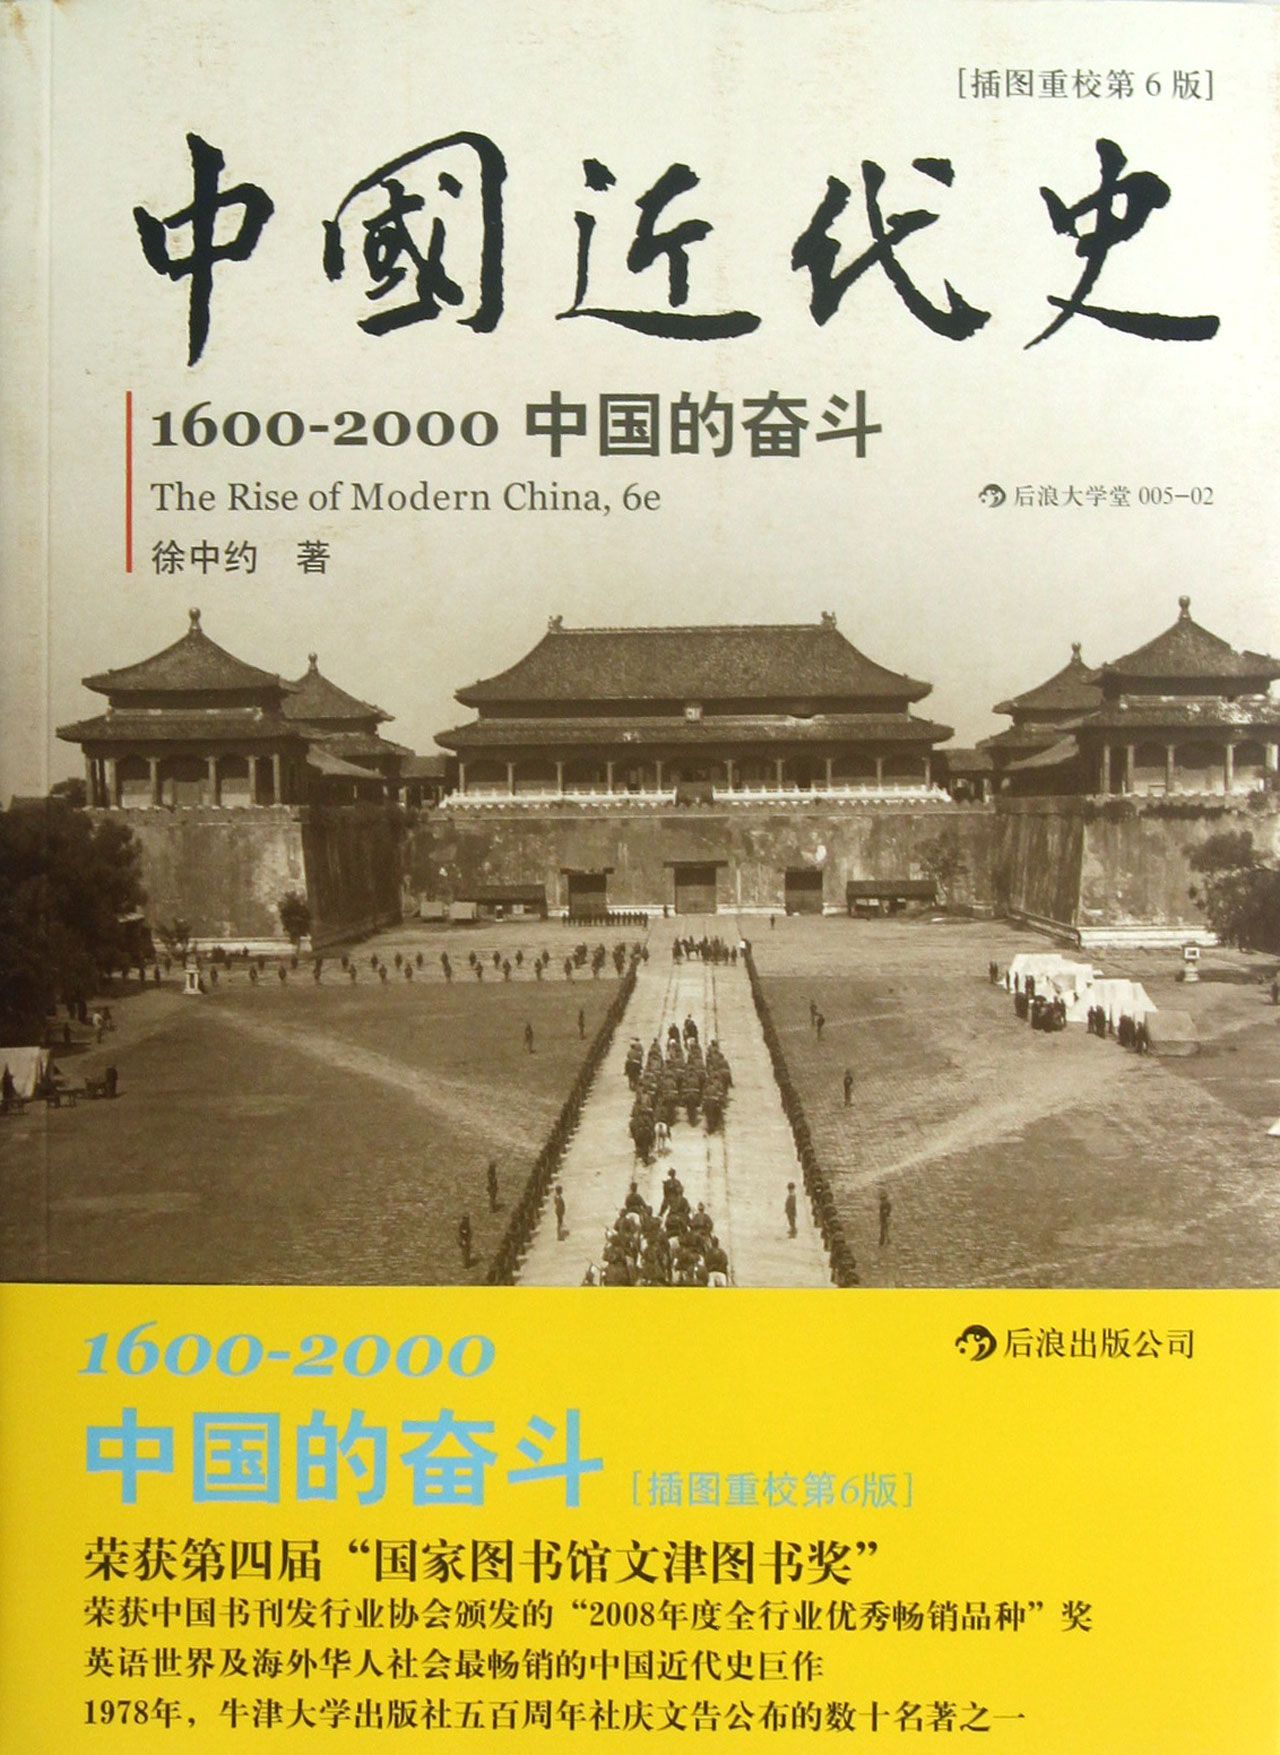 [插图重校第6版]
中國近代史
1600-2000 中国的奋斗
The Rise of Modern China, 6e
后浪大学堂 005-02
徐中约 著
1600-2000
后浪出版公司
中国的奋斗 [插图重校第6版]
荣获第四届“国家图书馆文津图书奖”
荣获中国书刊发行业协会颁发的“2008年度全行业优秀畅销品种”奖
英语世界及海外华人社会最畅销的中国近代史巨作
1978年，牛津大学出版社五百周年社庆文告公布的数十名著之一